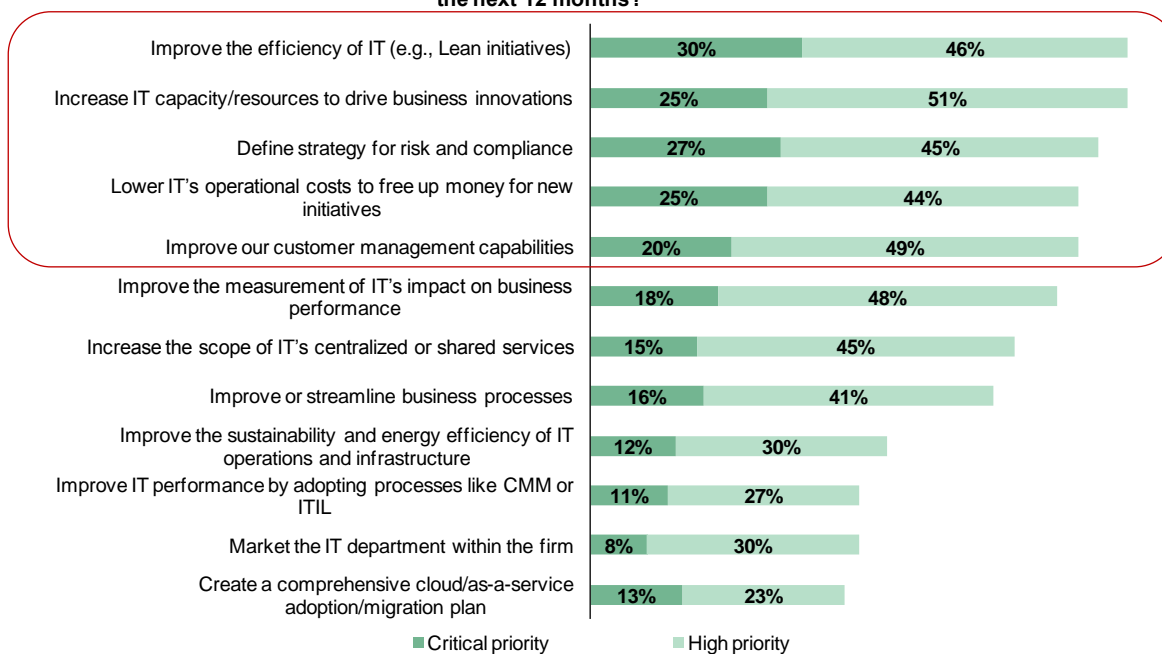 the next 12 months?
Improve the efficiency of IT (e.g., Lean initiatives)
30%
46%
Increase IT capacity/resources to drive business innovations
25%
51%
Define strategy for risk and compliance
27%
45%
Lower IT’s operational costs to free up money for new
initiatives
25%
44%
Improve our customer management capabilities
20%
49%
Improve the measurement of IT’s impact on business
performance
18%
48%
Increase the scope of IT’s centralized or shared services
15%
45%
Improve or streamline business processes
16%
41%
Improve the sustainability and energy efficiency of IT
operations and infrastructure
12%
30%
Improve IT performance by adopting processes like CMM or
ITIL
11%
27%
Market the IT department within the firm
8%
30%
Create a comprehensive cloud/as-a-service
adoption/migration plan
13%
23%
Critical priority
High priority